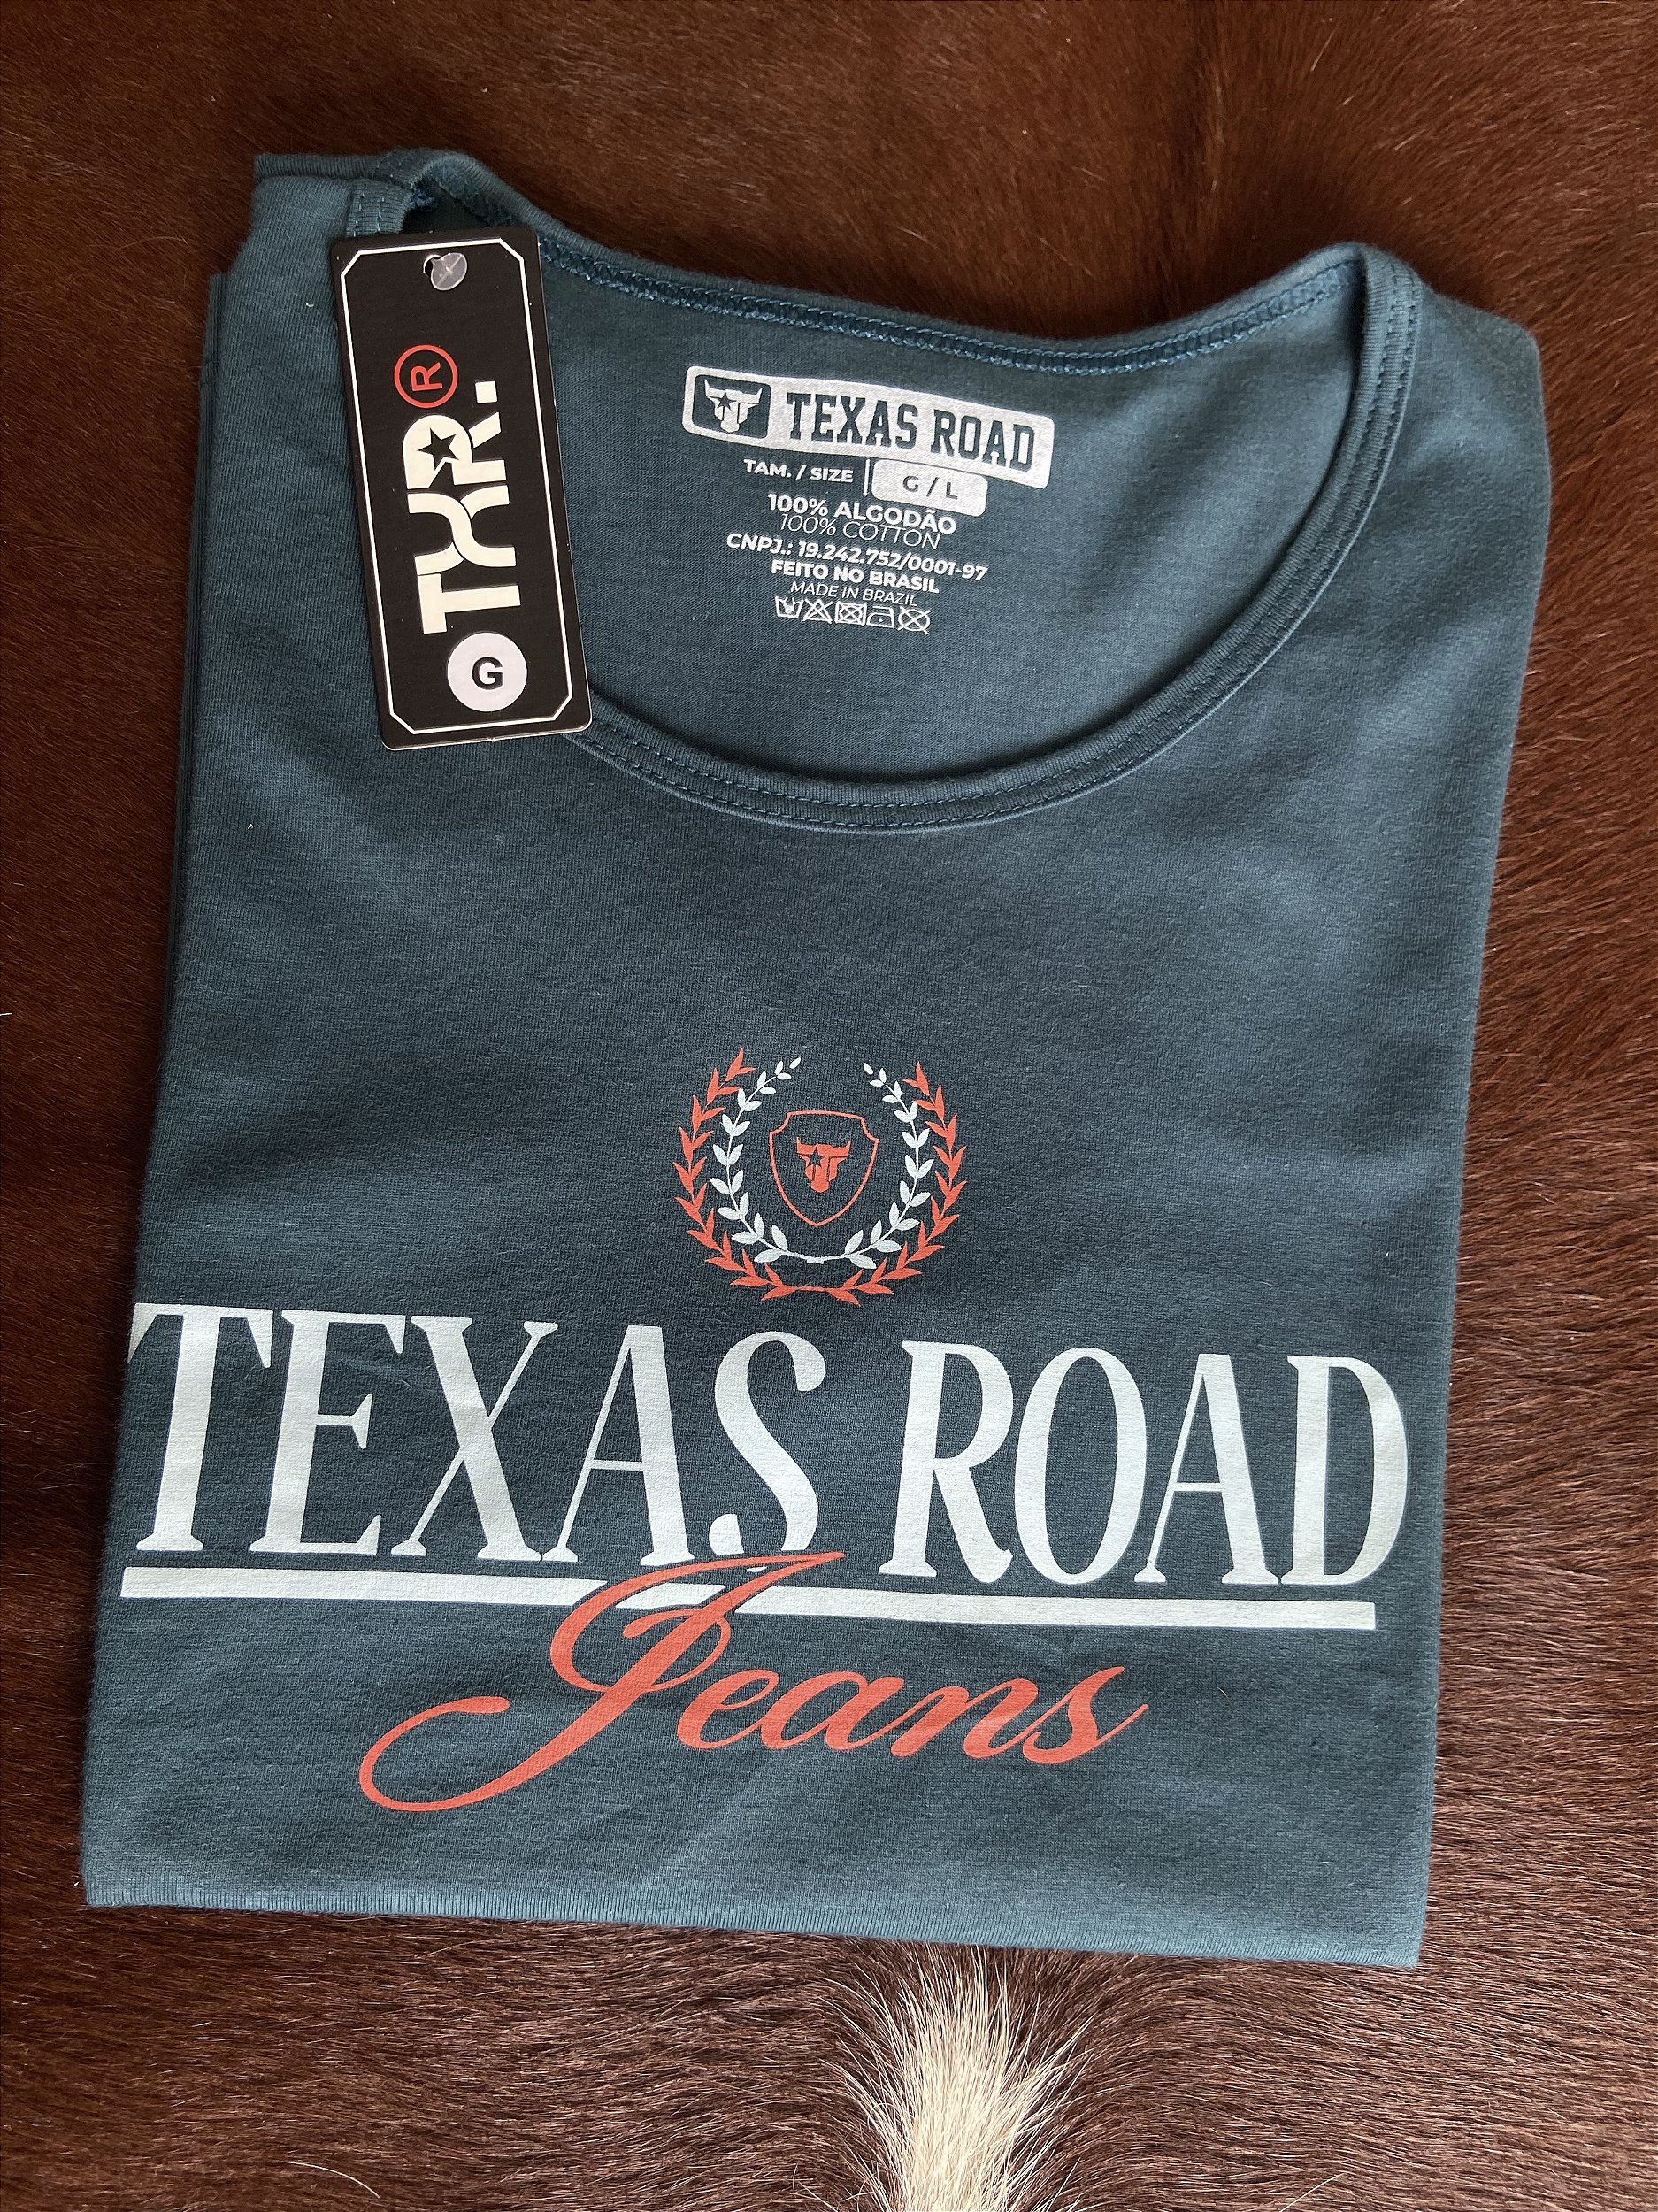 TXR.®
G
TEXAS ROAD
TAM. / SIZE G / L
100% ALGODÃO
100% COTTON
CNPJ.: 19.242.752/0001-97
FEITO NO BRASIL
MADE IN BRAZIL
TEXAS ROAD
Jeans